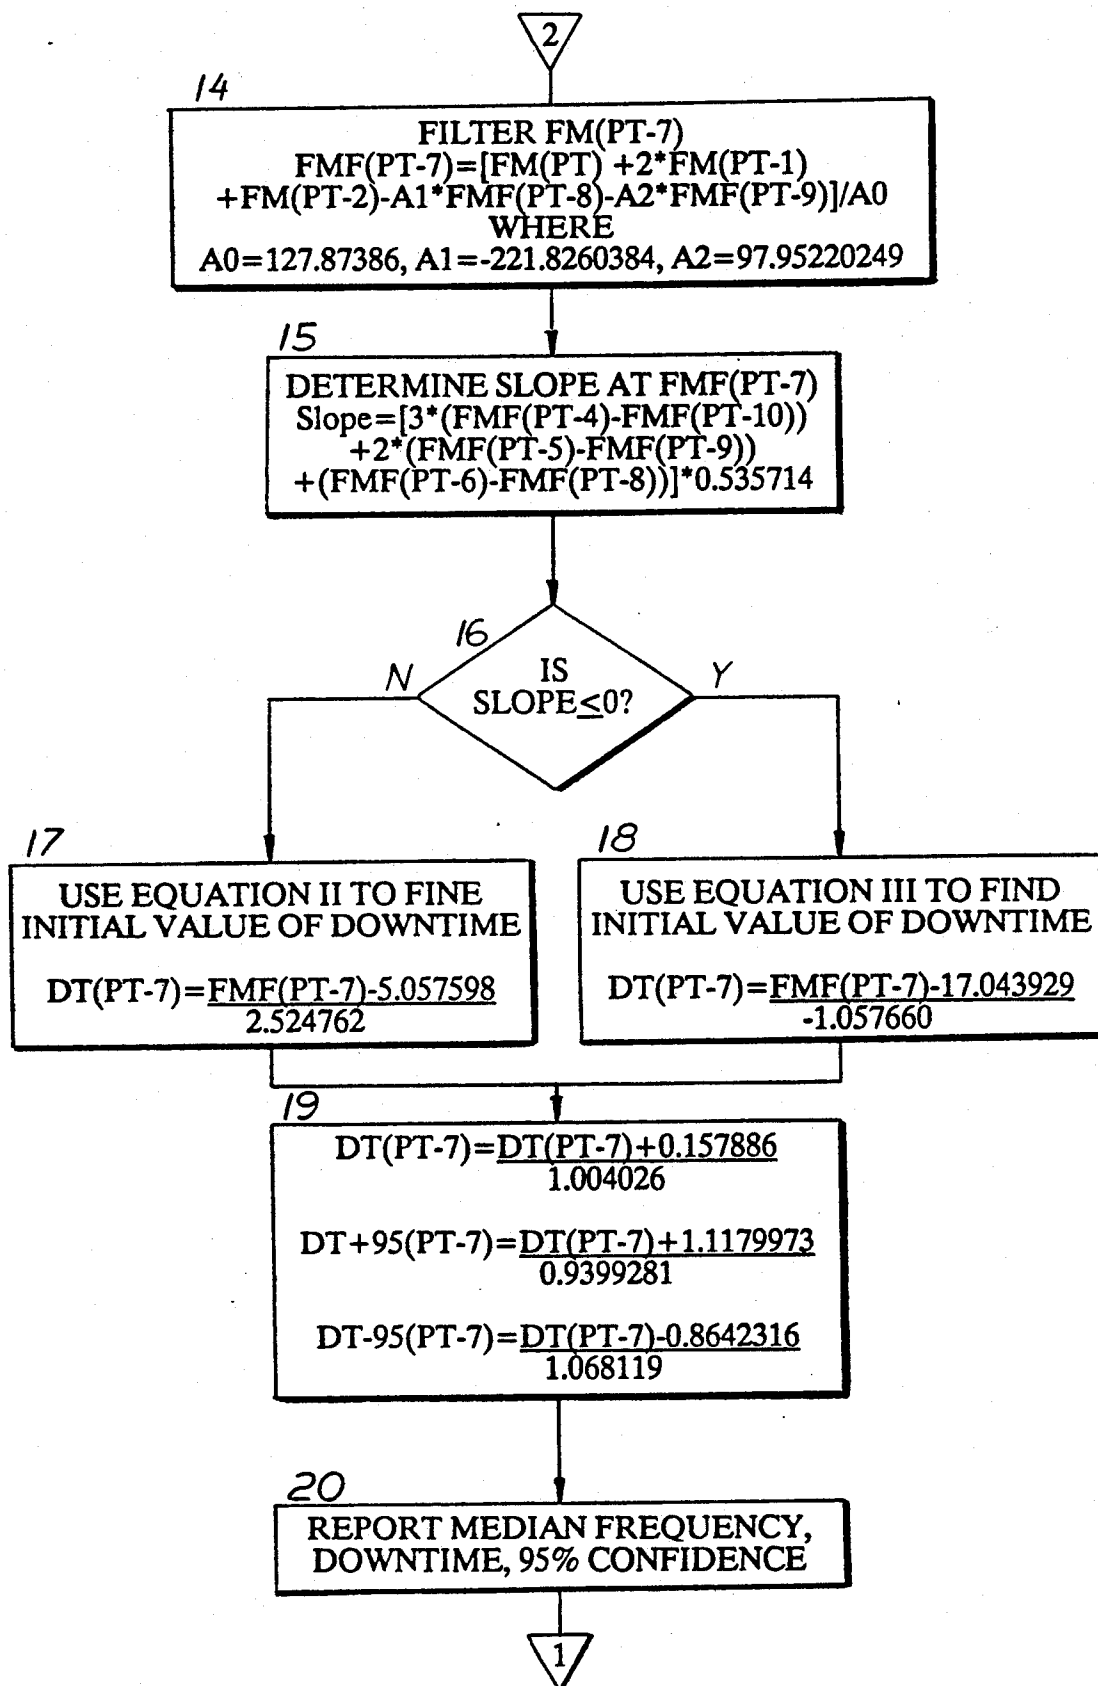 2
14
FILTER FM(PT-7)
FMF(PT-7)=[FM(PT) +2*FM(PT-1)
+FM(PT-2)-A1*FMF(PT-8)-A2*FMF(PT-9)]/A0
WHERE
A0=127.87386, A1=-221.8260384, A2=97.95220249
15
DETERMINE SLOPE AT FMF(PT-7)
Slope=[3*(FMF(PT-4)-FMF(PT-10))
+2*(FMF(PT-5)-FMF(PT-9))
+(FMF(PT-6)-FMF(PT-8))]*0.535714
16
IS
SLOPE≤0?
N
Y
17
USE EQUATION II TO FINE
INITIAL VALUE OF DOWNTIME
DT(PT-7)=FMF(PT-7)-5.057598
2.524762
18
USE EQUATION III TO FIND
INITIAL VALUE OF DOWNTIME
DT(PT-7)=FMF(PT-7)-17.043929
-1.057660
19
DT(PT-7)=DT(PT-7)+0.157886
1.004026
DT+95(PT-7)=DT(PT-7)+1.1179973
0.9399281
DT-95(PT-7)=DT(PT-7)-0.8642316
1.068119
20
REPORT MEDIAN FREQUENCY,
DOWNTIME, 95% CONFIDENCE
1